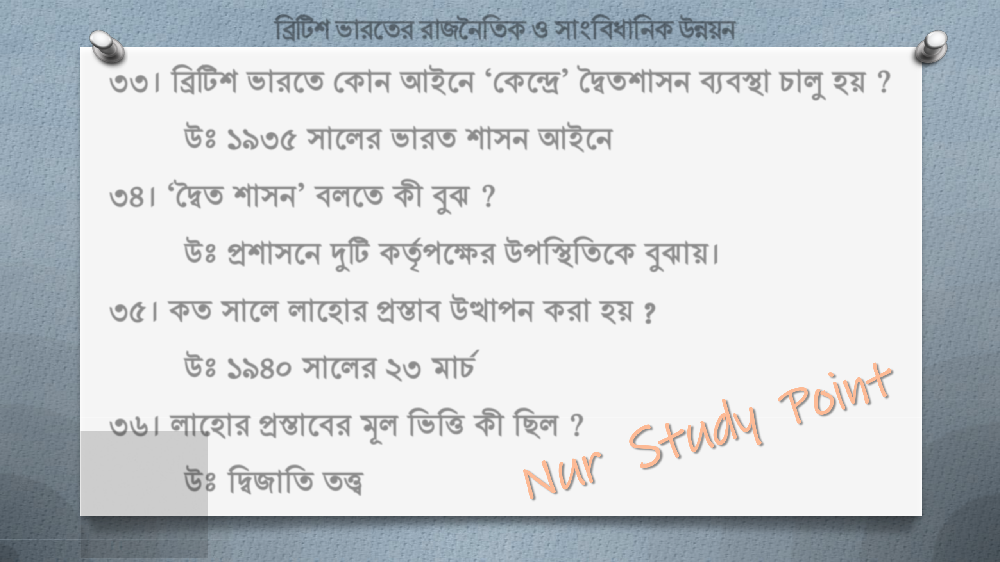 ব্রিটিশ ভারতের রাজনৈতিক ও সাংবিধানিক উন্নয়ন
৩৩। ব্রিটিশ ভারতে কোন আইনে ‘কেন্দ্রে’ দ্বৈতশাসন ব্যবস্থা চালু হয় ?
উঃ ১৯৩৫ সালের ভারত শাসন আইনে
৩৪। ‘দ্বৈত শাসন’ বলতে কী বুঝ ?
উঃ প্রশাসনে দুটি কর্তৃপক্ষের উপস্থিতিকে বুঝায়।
৩৫। কত সালে লাহোর প্রস্তাব উত্থাপন করা হয় ?
উঃ ১৯৪০ সালের ২৩ মার্চ
৩৬। লাহোর প্রস্তাবের মূল ভিত্তি কী ছিল ?
উঃ দ্বিজাতি তত্ত্ব
Nur Study Point